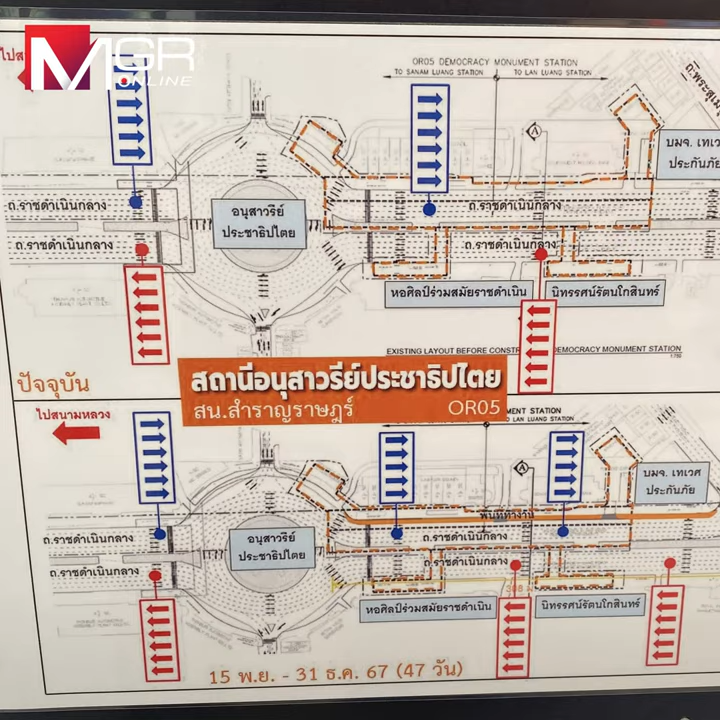 MGR
ONLINE
OR05 DEMOCRACY MONUMENT STATION
TO SANAM LUANG STATION
TO LAN LUANG STATION
A
บมจ. เทเวศ
ประกันภัย
ถ.ราชดำเนินกลาง
ถ.ราชดำเนินกลาง
อนุสาวรีย์
ประชาธิปไตย
ถ.ราชดำเนินกลาง
ถ.ราชดำเนินกลาง
หอศิลป์ร่วมสมัยราชดำเนิน
นิทรรศน์รัตนโกสินทร์
EXISTING LAYOUT BEFORE
DEMOCRACY MONUMENT STATION
ปัจจุบัน
สถานีอนุสาวรีย์ประชาธิปไตย
สน.สำราญราษฎร์ OR05
ไปสนามหลวง
MENT STATION
TO LAN LUANG STATION
A
บมจ. เทเวศ
ประกันภัย
พื้นที่ทำงาน
ถ.ราชดำเนินกลาง
ถ.ราชดำเนินกลาง
อนุสาวรีย์
ประชาธิปไตย
ถ.ราชดำเนินกลาง
ถ.ราชดำเนินกลาง
หอศิลป์ร่วมสมัยราชดำเนิน
นิทรรศน์รัตนโกสินทร์
15 พ.ย. - 31 ธ.ค. 67 (47 วัน)